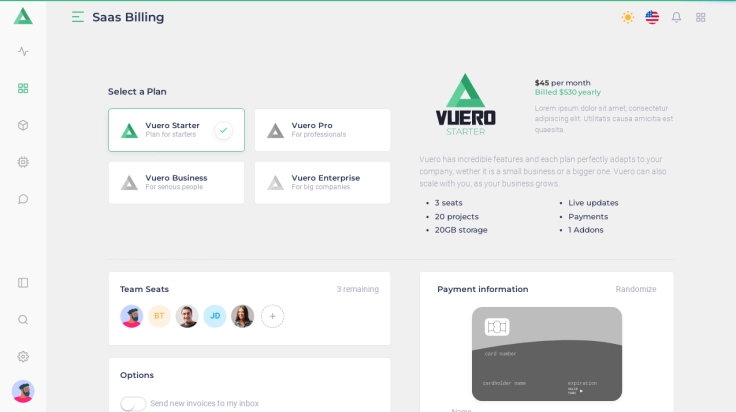 Saas Billing
Select a Plan
Vuero Starter
Plan for starters
Vuero Pro
For professionals
Vuero Business
For serious people
Vuero Enterprise
For big companies
VUERO
STARTER
$45 per month
Billed $530 yearly
Lorem ipsum dolor sit amet, consectetur
adipiscing elit. Utilitatis causa amicitia est
quaesita.
Vuero has incredible features and each plan perfectly adapts to your
company, wether it is a small business or a bigger one. Vuero can also
scale with you, as your business grows.
3 seats
20 projects
20GB storage
Live updates
Payments
1 Addons
Team Seats
3 remaining
BT
JD
+
Options
Send new invoices to my inbox
Payment information
Randomize
card number
cardholder name
expiration
Name